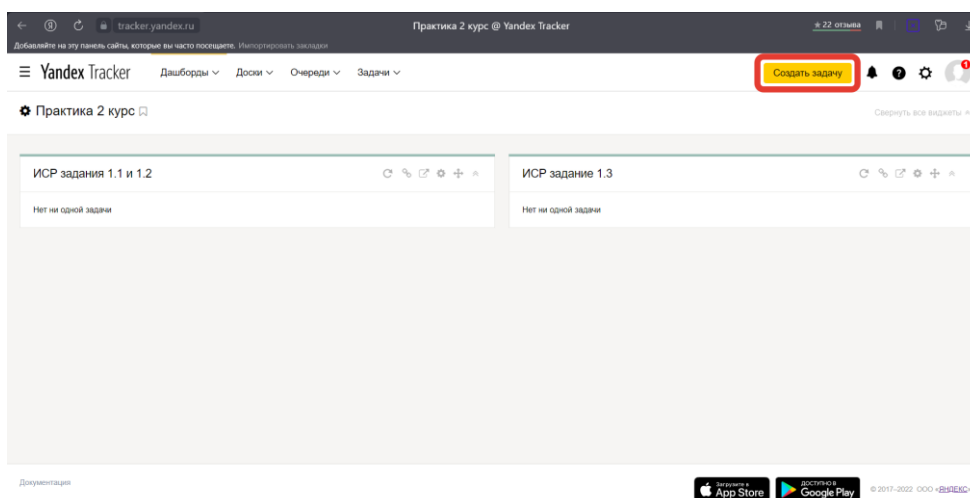 tracker.yandex.ru Практика 2 курс @ Yandex Tracker ★ 22 отзыва
Добавляйте на эту панель сайты, которые вы часто посещаете. Импортировать закладки
Yandex Tracker Дашборды Доски Очереди Задачи Создать задачу 1
Практика 2 курс Свернуть все виджеты
ИСР задания 1.1 и 1.2 ИСР задание 1.3
Нет ни одной задачи Нет ни одной задачи
Документация Загрузите в App Store ДОСТУПНО В Google Play © 2017–2022 ООО «ЯНДЕКС»